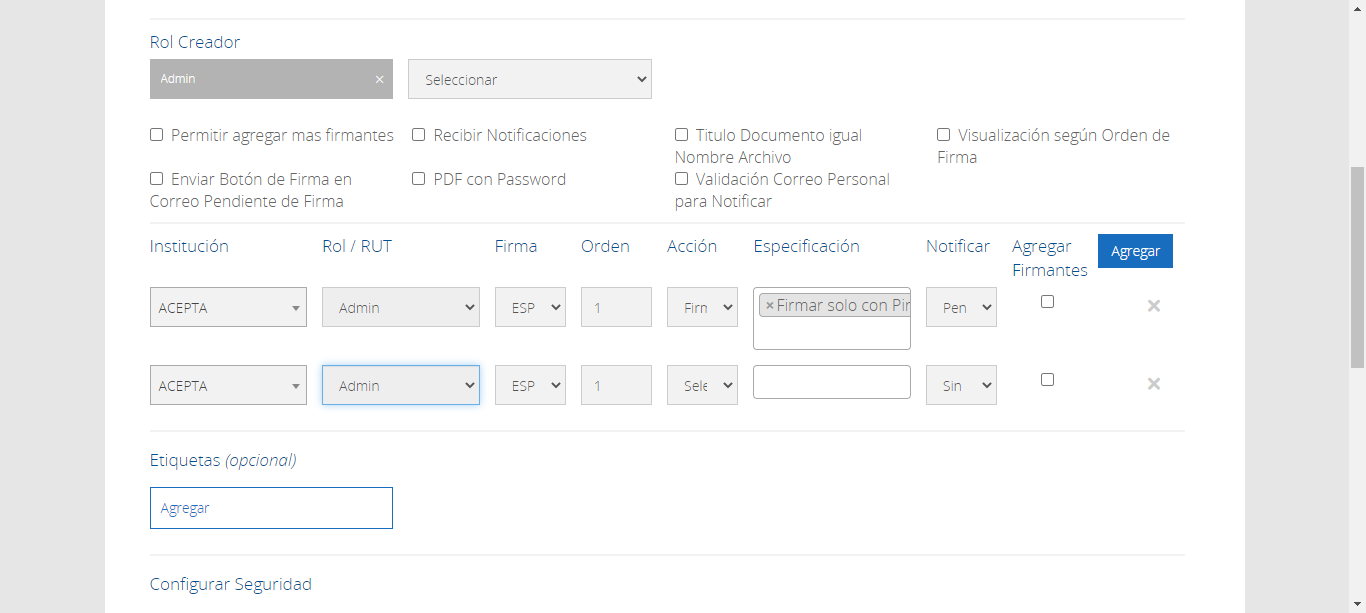 Rol Creador
Admin ×
Seleccionar
Permitir agregar mas firmantes
Recibir Notificaciones
Titulo Documento igual
Nombre Archivo
Visualización según Orden de
Firma
Enviar Botón de Firma en
Correo Pendiente de Firma
PDF con Password
Validación Correo Personal
para Notificar
Institución Rol / RUT Firma Orden Acción Especificación Notificar Agregar
Firmantes
Agregar
ACEPTA Admin ESP 1 Firm ×Firmar solo con Pin Pen ×
ACEPTA Admin ESP 1 Sele Sin ×
Etiquetas (opcional)
Agregar
Configurar Seguridad